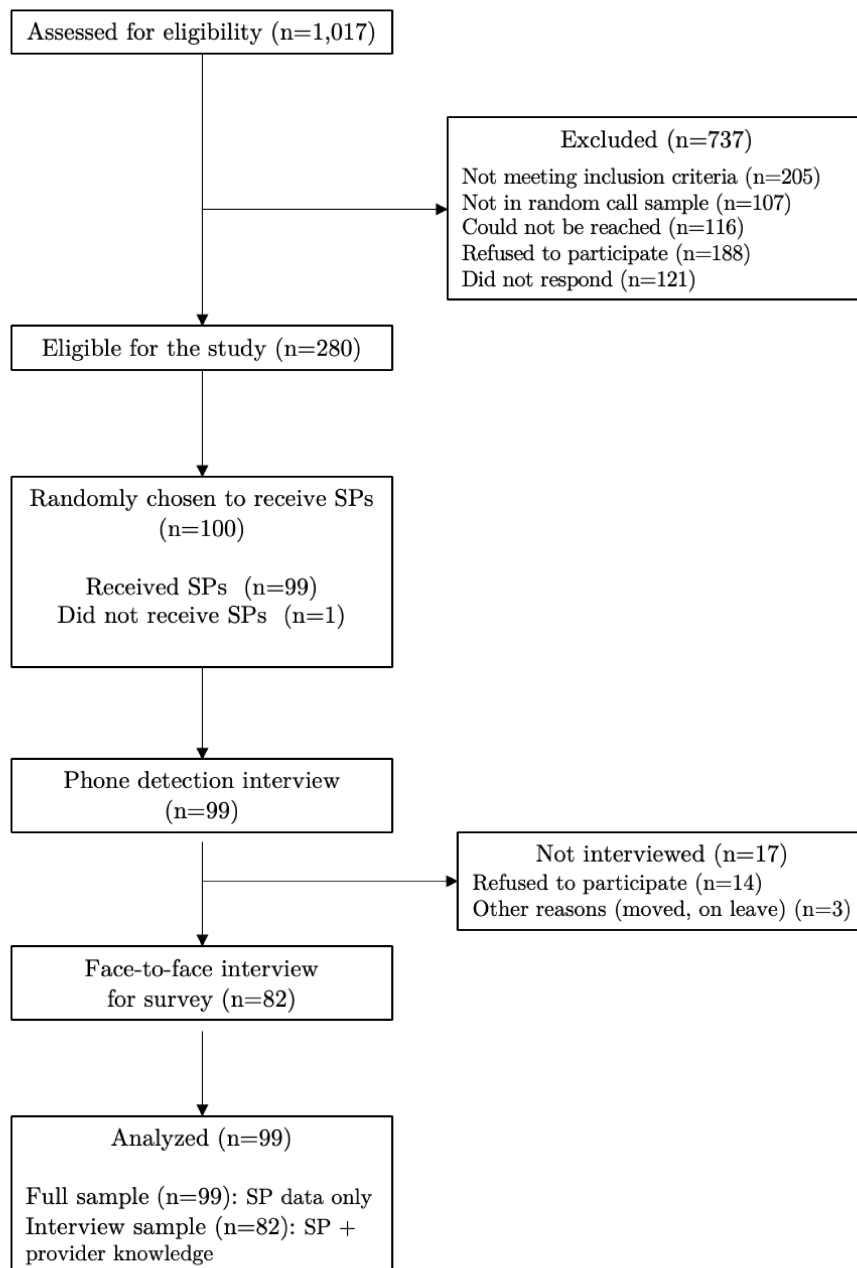 Assessed for eligibility (n=1,017)
Excluded (n=737)
Not meeting inclusion criteria (n=205)
Not in random call sample (n=107)
Could not be reached (n=116)
Refused to participate (n=188)
Did not respond (n=121)
Eligible for the study (n=280)
Randomly chosen to receive SPs
(n=100)
Received SPs (n=99)
Did not receive SPs (n=1)
Phone detection interview
(n=99)
Not interviewed (n=17)
Refused to participate (n=14)
Other reasons (moved, on leave) (n=3)
Face-to-face interview
for survey (n=82)
Analyzed (n=99)
Full sample (n=99): SP data only
Interview sample (n=82): SP +
provider knowledge